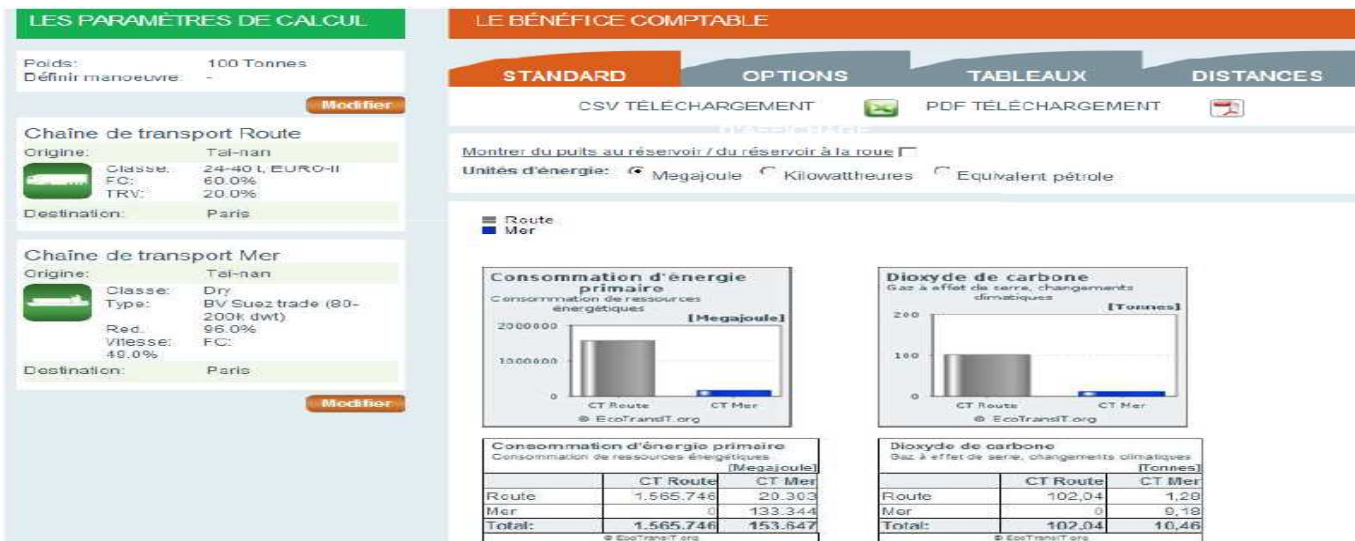 LES PARAMÈTRES DE CALCUL
Poids: 100 Tonnes
Définir manoeuvre: -
Modifier
Chaîne de transport Route
Origine: Tai-nan
Classe: 24-40 t, EURO-II
FC: 60.0%
TRV: 20.0%
Destination: Paris
Chaîne de transport Mer
Origine: Tai-nan
Classe: Dry
Type: BV Suez trade (80-
200k dwt)
Red. 96.0%
Vitesse: FC:
49.0%
Destination: Paris
Modifier
LE BÉNÉFICE COMPTABLE
STANDARD OPTIONS TABLEAUX DISTANCES
D'AFFICHAGE
CSV TÉLÉCHARGEMENT PDF TÉLÉCHARGEMENT
Montrer du puits au réservoir / du réservoir à la roue
Unités d'énergie: Megajoule Kilowattheures Equivalent pétrole
Route
Mer
Consommation d'énergie
primaire
Consommation de ressources
énergétiques
[Megajoule]
2000000
1000000
0
CT Route CT Mer
© EcoTransIT.org
Dioxyde de carbone
Gaz à effet de serre, changements
climatiques
[Tonnes]
200
100
0
CT Route CT Mer
© EcoTransIT.org
Consommation d'énergie primaire
Consommation de ressources énergétiques
[Megajoule]
CT Route CT Mer
Route 1.565.746 20.303
Mer 0 133.344
Total: 1.565.746 153.647
© EcoTransIT.org
Dioxyde de carbone
Gaz à effet de serre, changements climatiques
[Tonnes]
CT Route CT Mer
Route 102,04 1,28
Mer 0 9,18
Total: 102,04 10,46
© EcoTransIT.org